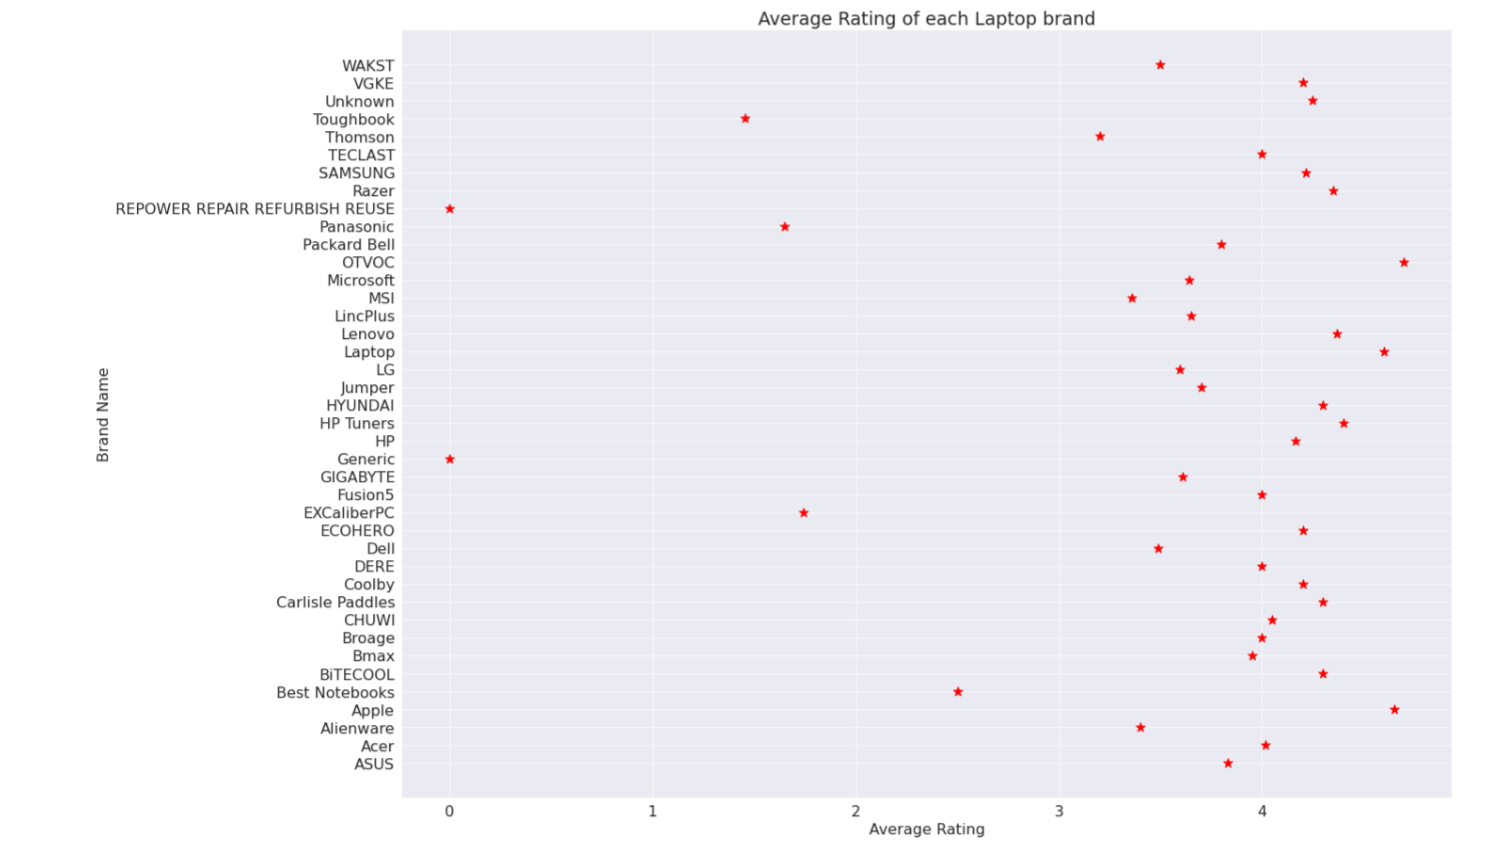 Average Rating of each Laptop brand
WAKST
VGKE
Unknown
Toughbook
Thomson
TECLAST
SAMSUNG
Razer
REPOWER REPAIR REFURBISH REUSE
Panasonic
Packard Bell
OTVOC
Microsoft
MSI
LincPlus
Lenovo
Laptop
LG
Jumper
HYUNDAI
HP Tuners
HP
Generic
GIGABYTE
Fusion5
EXCaliberPC
ECOHERO
Dell
DERE
Coolby
Carlisle Paddles
CHUWI
Broage
Bmax
BiTECOOL
Best Notebooks
Apple
Alienware
Acer
ASUS
Brand Name
0 1 2 3 4
Average Rating